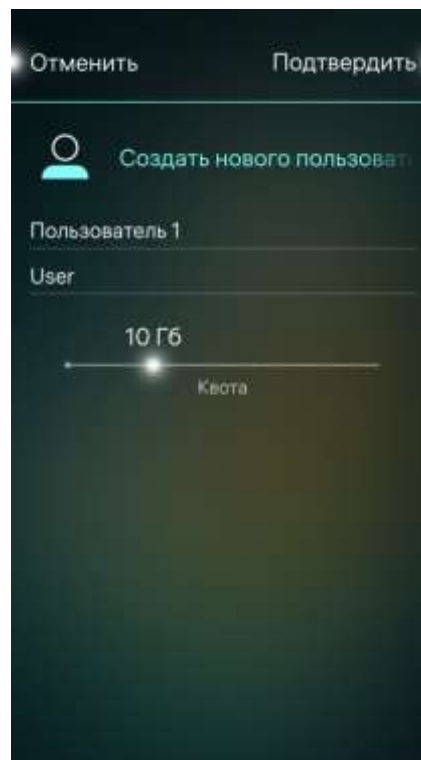 Отменить Подтвердить
Создать нового пользоват
Пользователь 1
User
10 Гб
Квота